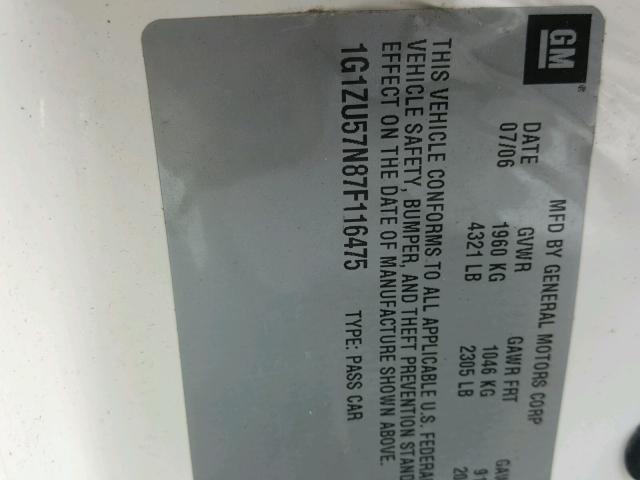 GM
®
MFD BY GENERAL MOTORS CORP
DATE GVWR GAWR FRT
07/06 1960 KG 1046 KG
4321 LB 2305 LB
THIS VEHICLE CONFORMS TO ALL APPLICABLE U.S. FEDERA
VEHICLE SAFETY, BUMPER, AND THEFT PREVENTION STAND
EFFECT ON THE DATE OF MANUFACTURE SHOWN ABOVE.
1G1ZU57N87F116475 TYPE: PASS CAR